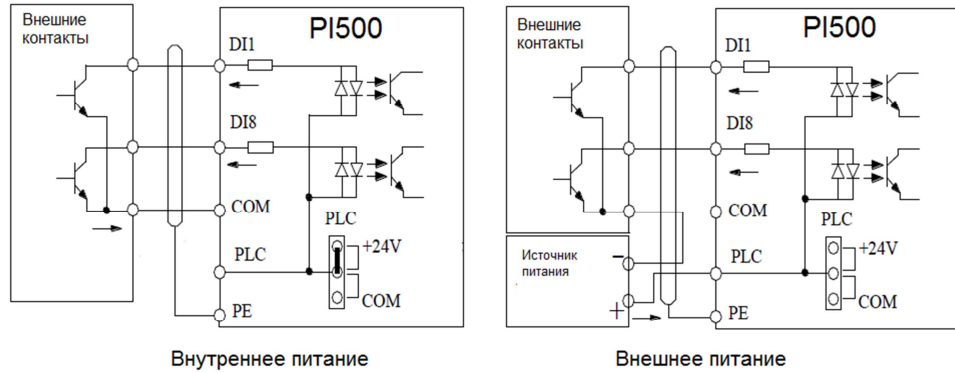 Внешние
контакты
PI500
DI1
DI8
COM
PLC
PLC
+24V
COM
PE
Внутреннее питание
Внешние
контакты
PI500
DI1
DI8
COM
PLC
Источник
питания
−
+
PLC
+24V
COM
PE
Внешнее питание